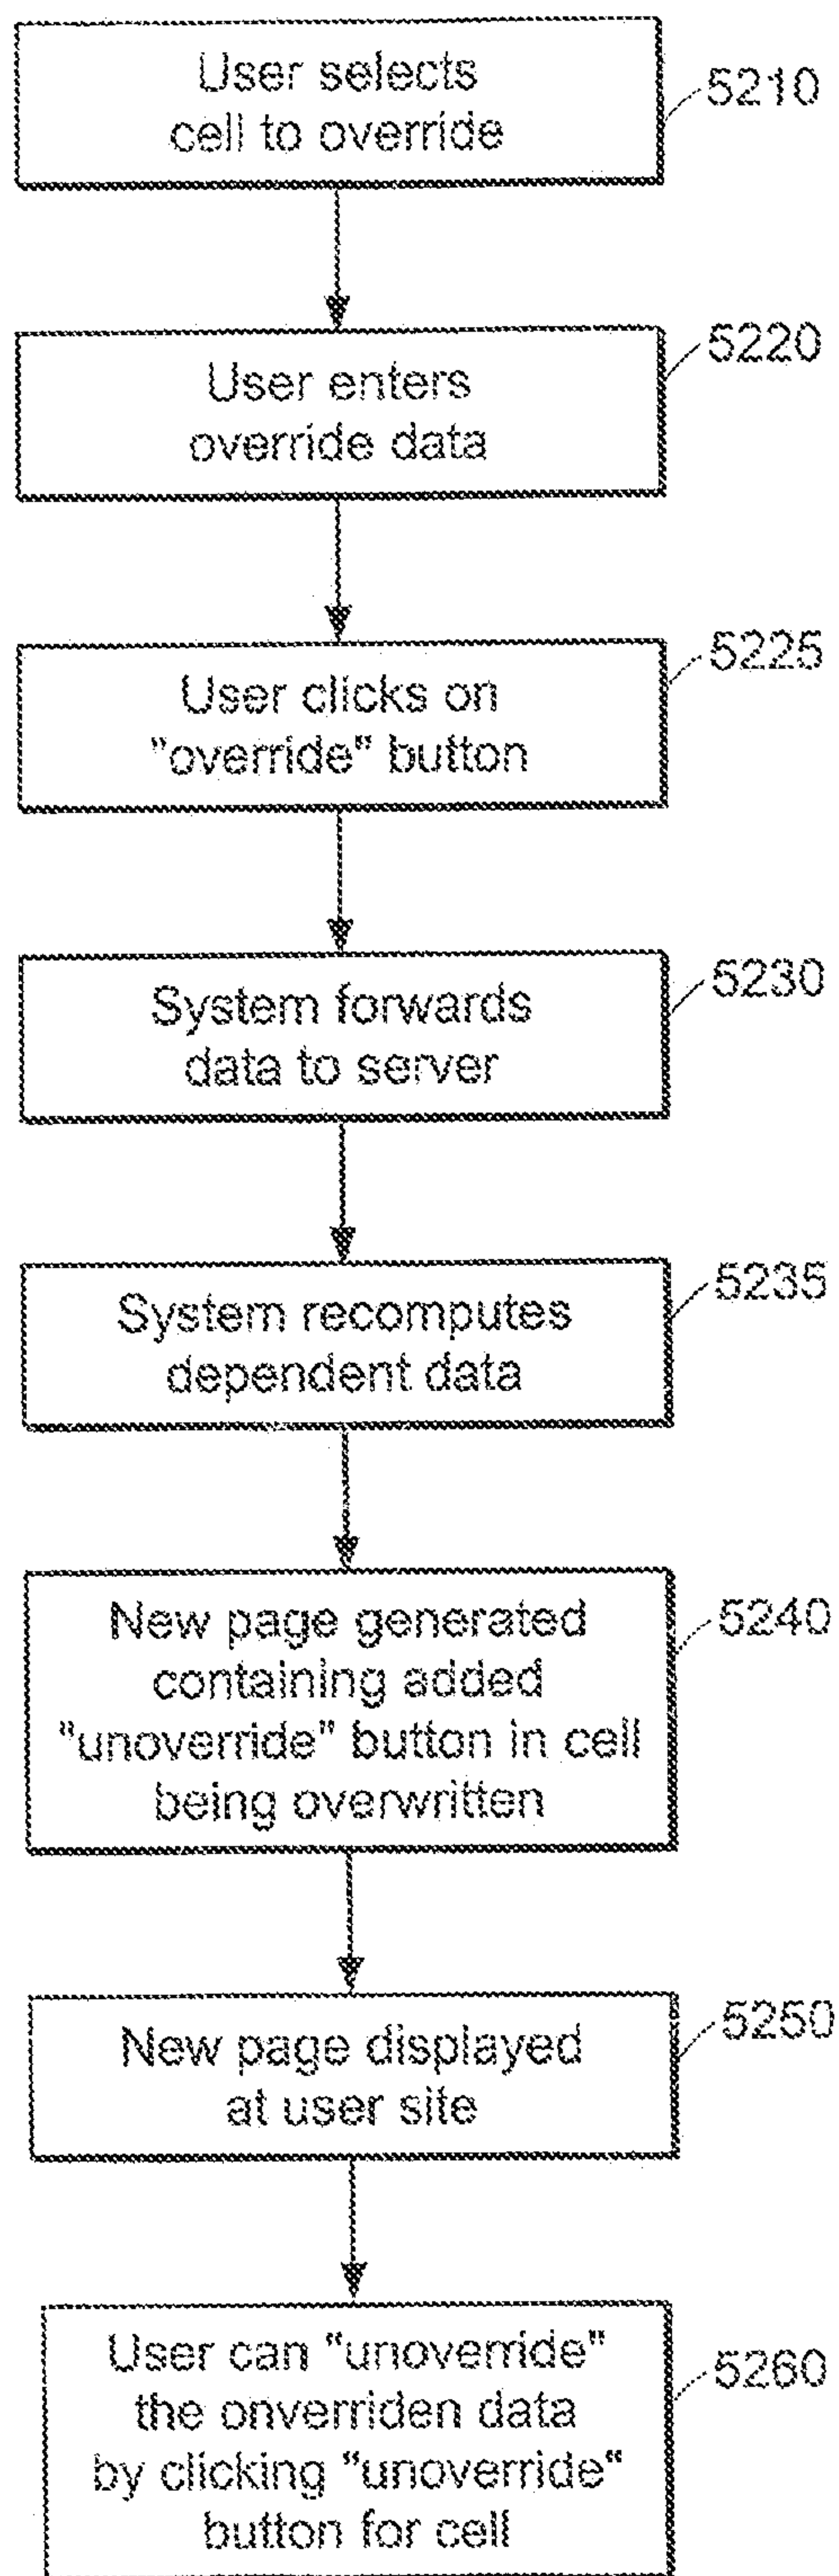 User selects
cell to override
5210
User enters
override data
5220
User clicks on
"override" button
5225
System forwards
data to server
5230
System recomputes
dependent data
5235
New page generated
containing added
"unoverride" button in cell
being overwritten
5240
New page displayed
at user site
5250
User can "unoverride"
the onverriden data
by clicking "unoverride"
button for cell
5260